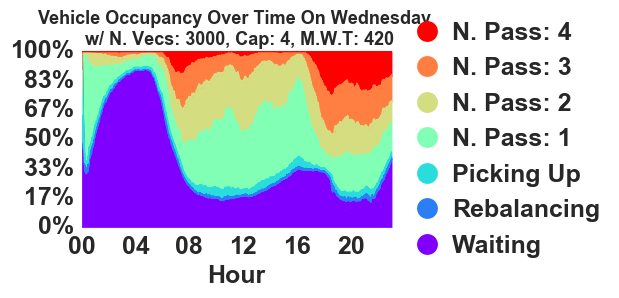 Vehicle Occupancy Over Time On Wednesday
w/ N. Vecs: 3000, Cap: 4, M.W.T: 420
100%
83%
67%
50%
33%
17%
0%
00 04 08 12 16 20
Hour
N. Pass: 4
N. Pass: 3
N. Pass: 2
N. Pass: 1
Picking Up
Rebalancing
Waiting